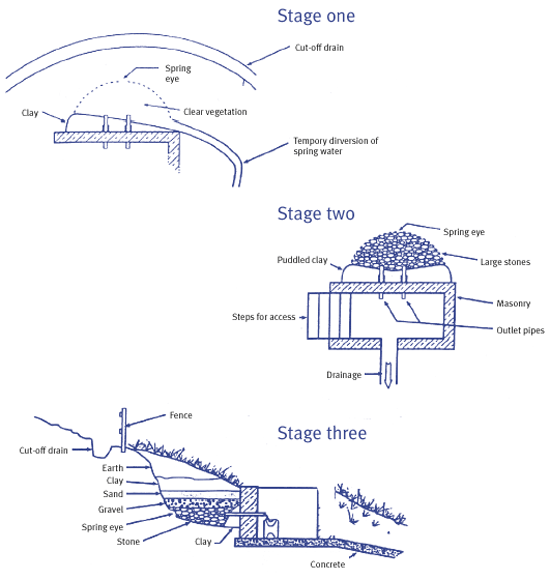 Stage one
Cut-off drain
Spring
eye
Clay
Clear vegetation
Tempory dirversion of
spring water
Stage two
Spring eye
Puddled clay
Large stones
Masonry
Steps for access
Outlet pipes
Drainage
Stage three
Fence
Cut-off drain
Earth
Clay
Sand
Gravel
Spring eye
Stone
Clay
Concrete